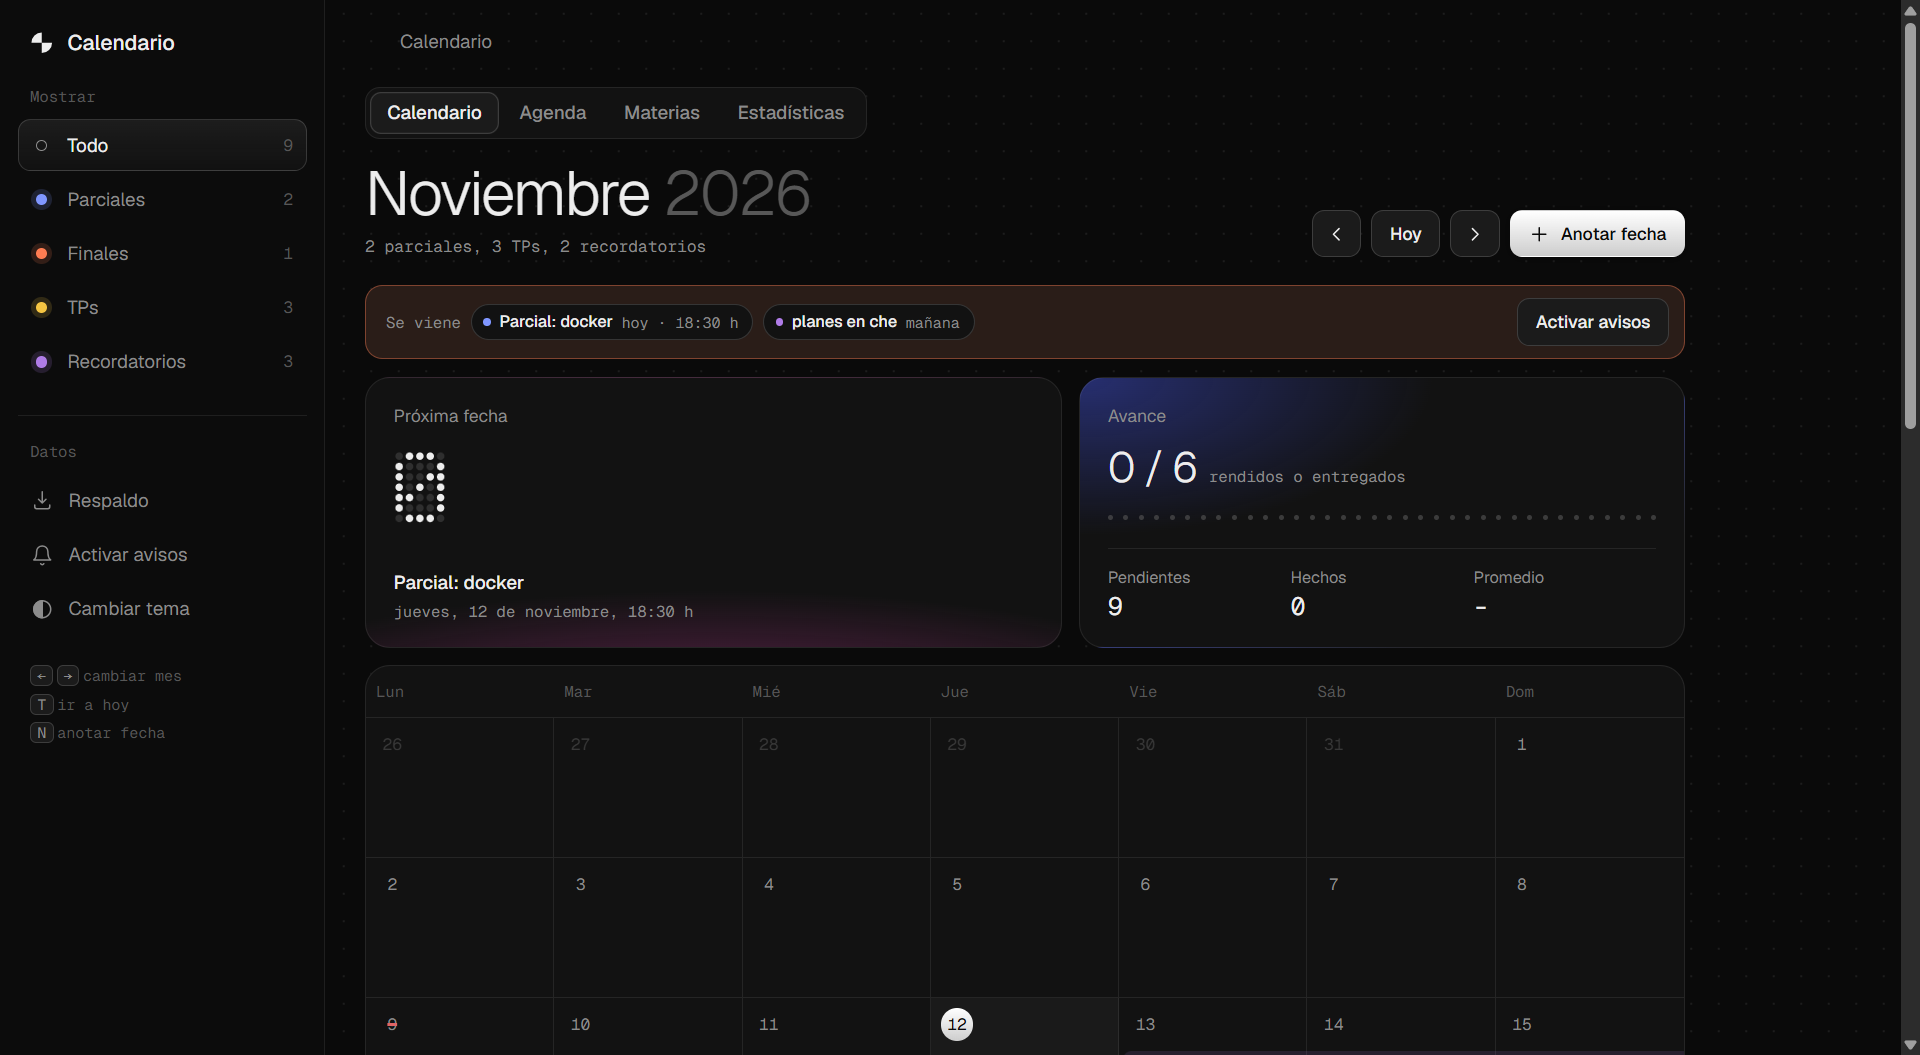 Calendario
Mostrar
Todo 9
Parciales 2
Finales 1
TPs 3
Recordatorios 3
Datos
Respaldo
Activar avisos
Cambiar tema
← → cambiar mes
T ir a hoy
N anotar fecha
Calendario
Calendario Agenda Materias Estadísticas
Noviembre 2026
2 parciales, 3 TPs, 2 recordatorios
Hoy
+ Anotar fecha
Se viene Parcial: docker hoy · 18:30 h planes en che mañana Activar avisos
Próxima fecha
0
Parcial: docker
jueves, 12 de noviembre, 18:30 h
Avance
0 / 6 rendidos o entregados
Pendientes Hechos Promedio
9 0 –
Lun Mar Mié Jue Vie Sáb Dom
26 27 28 29 30 31 1
2 3 4 5 6 7 8
9 10 11 12 13 14 15